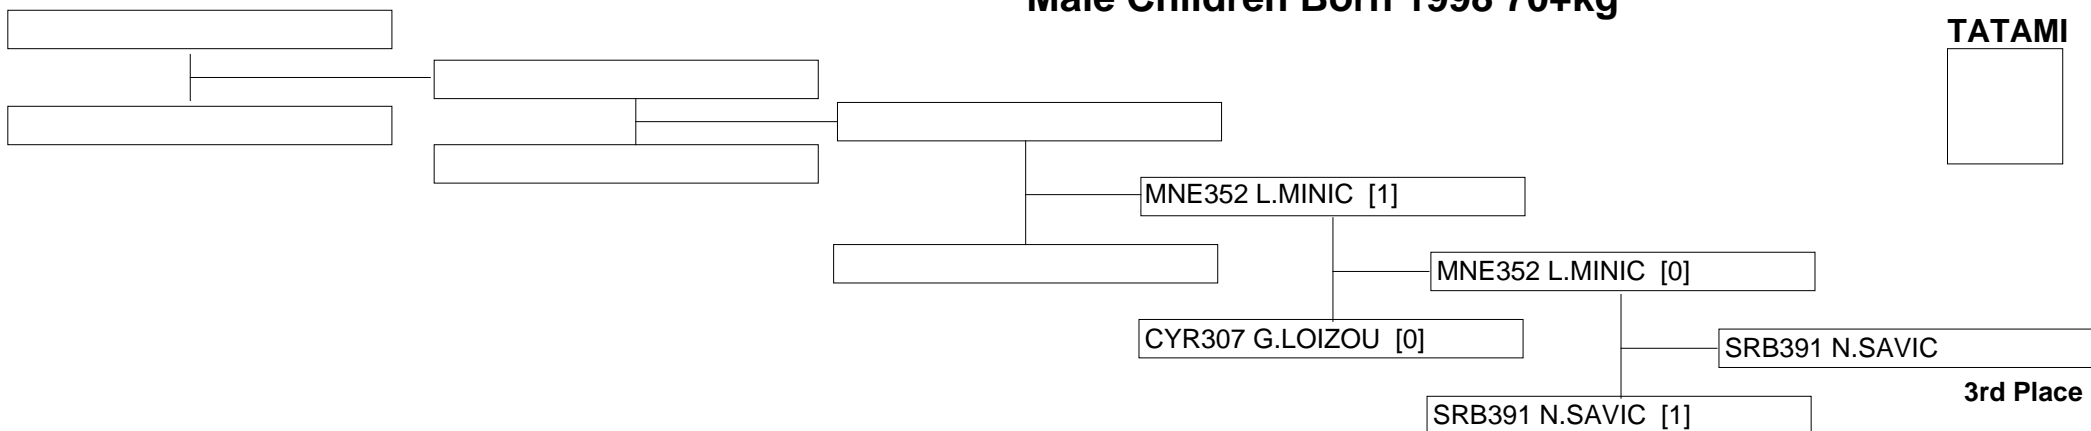 Male Children Born 1998 70+kg
TATAMI
MNE352 L.MINIC [1]
MNE352 L.MINIC [0]
CYR307 G.LOIZOU [0]
SRB391 N.SAVIC
3rd Place
SRB391 N.SAVIC [1]